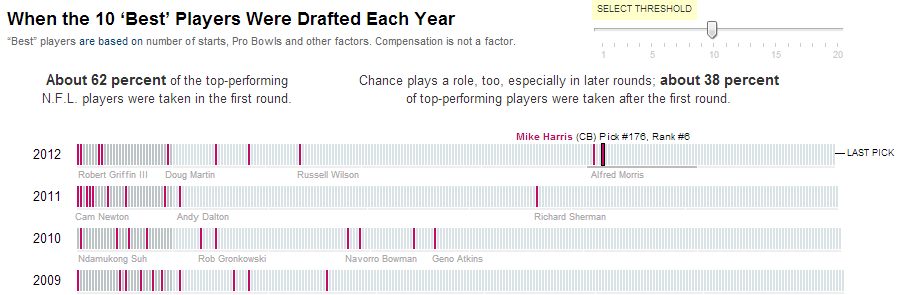 When the 10 ‘Best’ Players Were Drafted Each Year
“Best” players are based on number of starts, Pro Bowls and other factors. Compensation is not a factor.
SELECT THRESHOLD
1 5 10 15 20
About 62 percent of the top-performing
N.F.L. players were taken in the first round.
Chance plays a role, too, especially in later rounds; about 38 percent
of top-performing players were taken after the first round.
Mike Harris (CB) Pick #176, Rank #6
2012
LAST PICK
Robert Griffin III Doug Martin Russell Wilson Alfred Morris
2011
Cam Newton Andy Dalton Richard Sherman
2010
Ndamukong Suh Rob Gronkowski Navorro Bowman Geno Atkins
2009